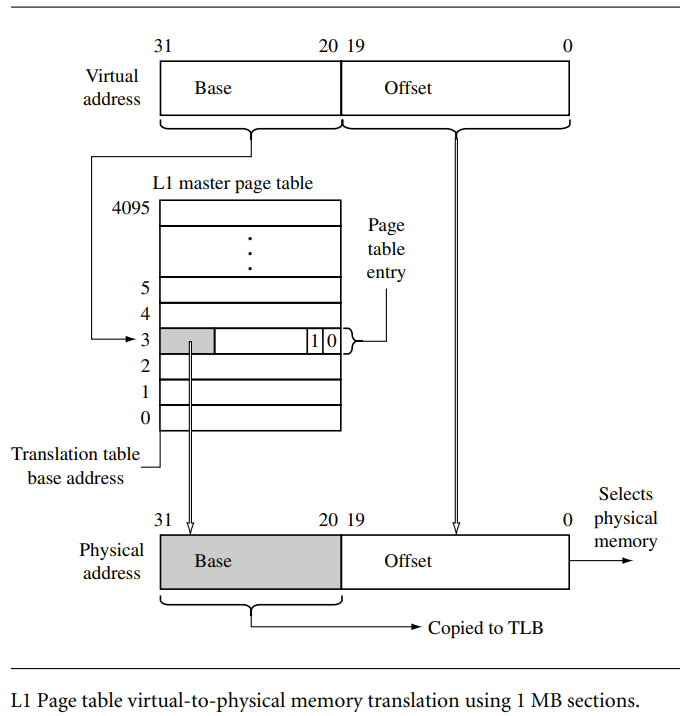 31 20 19 0
Virtual
address
Base Offset
L1 master page table
4095
Page
table
entry
5
4
3 1 0
2
1
0
Translation table
base address
Selects
physical
memory
31 20 19 0
Physical
address
Base Offset
Copied to TLB
L1 Page table virtual-to-physical memory translation using 1 MB sections.